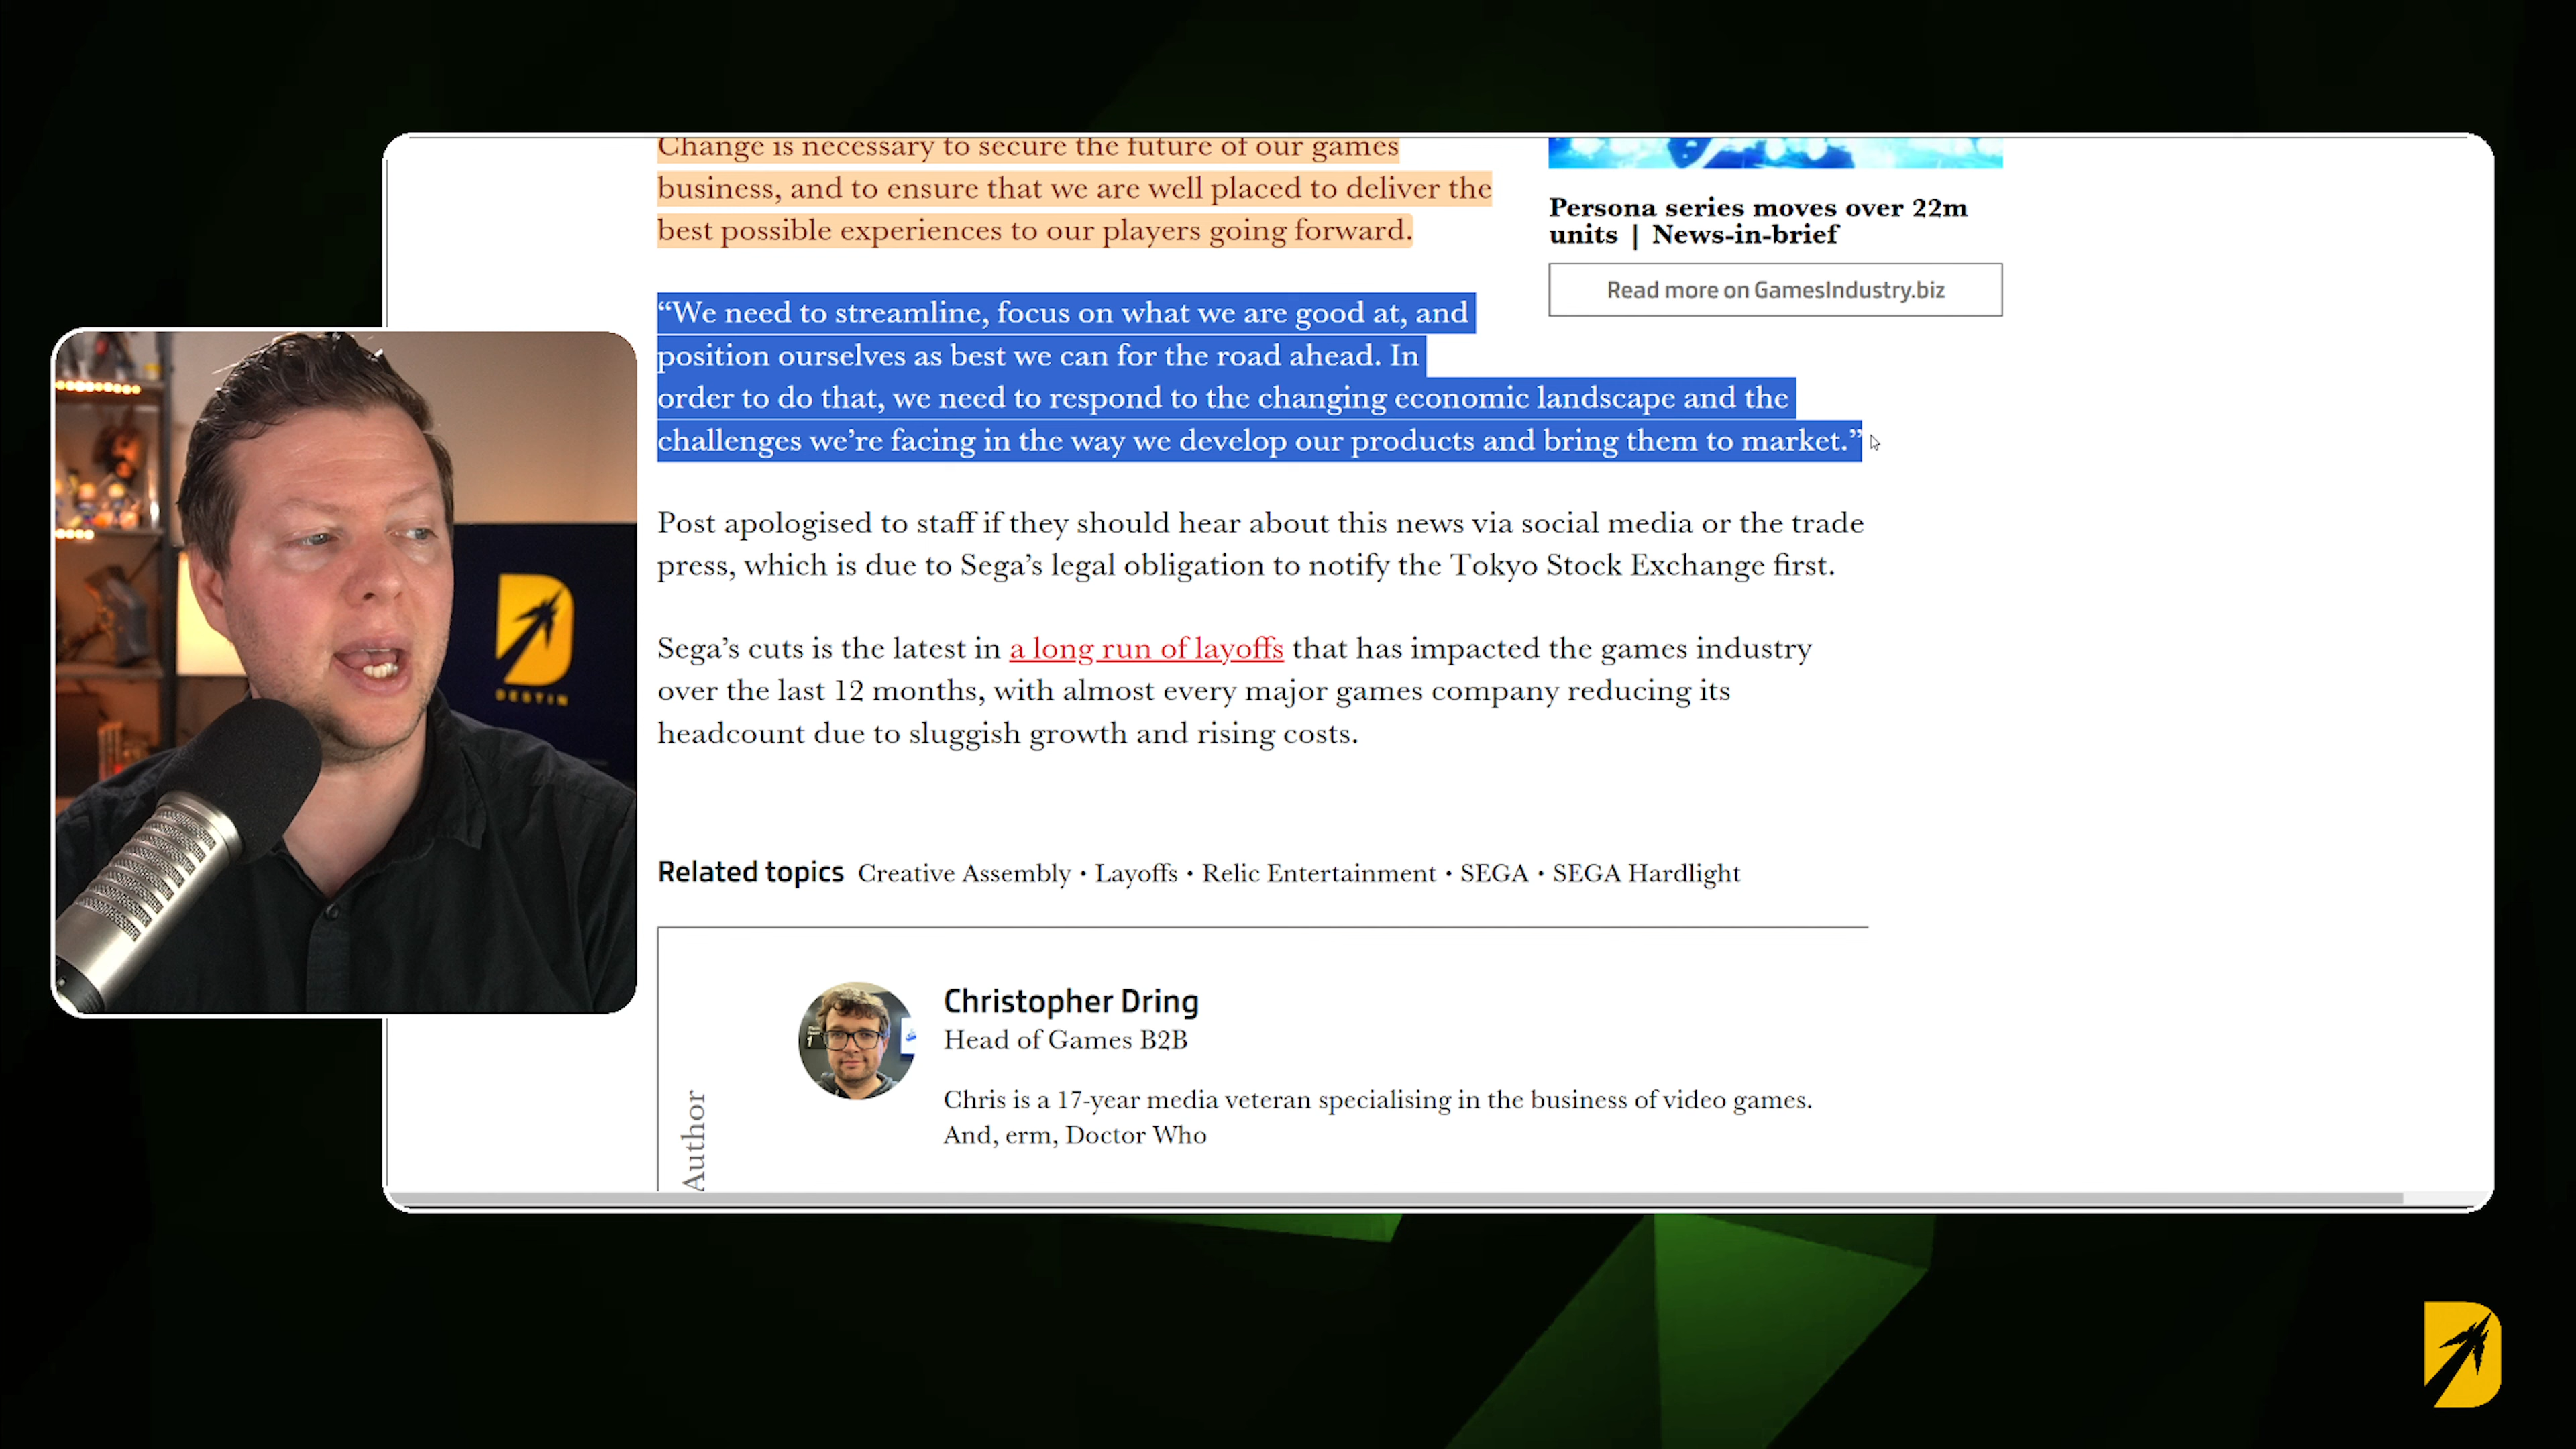 Change is necessary to secure the future of our games
business, and to ensure that we are well placed to deliver the
best possible experiences to our players going forward.
“We need to streamline, focus on what we are good at, and
position ourselves as best we can for the road ahead. In
order to do that, we need to respond to the changing economic landscape and the
challenges we’re facing in the way we develop our products and bring them to market.”
Post apologised to staff if they should hear about this news via social media or the trade
press, which is due to Sega’s legal obligation to notify the Tokyo Stock Exchange first.
Sega’s cuts is the latest in a long run of layoffs that has impacted the games industry
over the last 12 months, with almost every major games company reducing its
headcount due to sluggish growth and rising costs.
Related topics Creative Assembly • Layoffs • Relic Entertainment • SEGA • SEGA Hardlight
Author
Christopher Dring
Head of Games B2B
Chris is a 17-year media veteran specialising in the business of video games.
And, erm, Doctor Who
Persona series moves over 22m
units | News-in-brief
Read more on GamesIndustry.biz
DESTIN